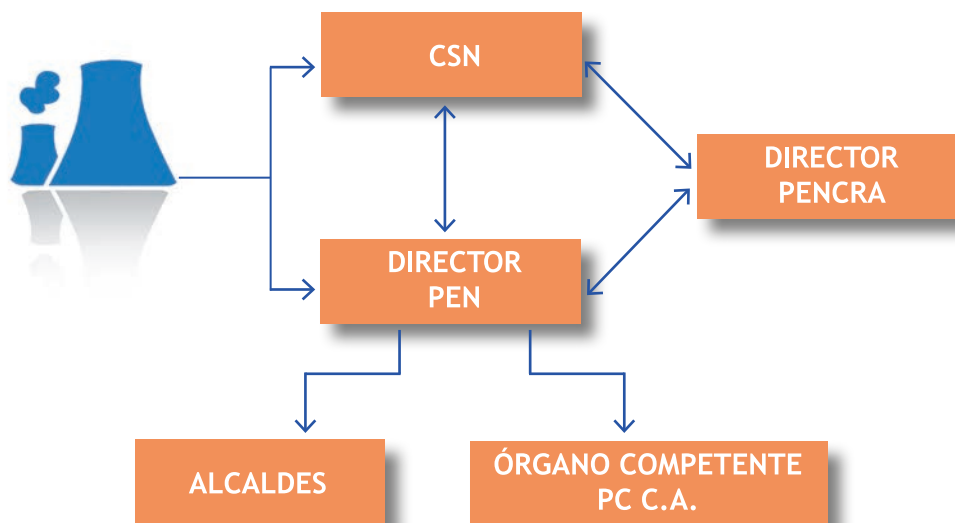 CSN
DIRECTOR
PENCRA
DIRECTOR
PEN
ALCALDES
ÓRGANO COMPETENTE
PC C.A.